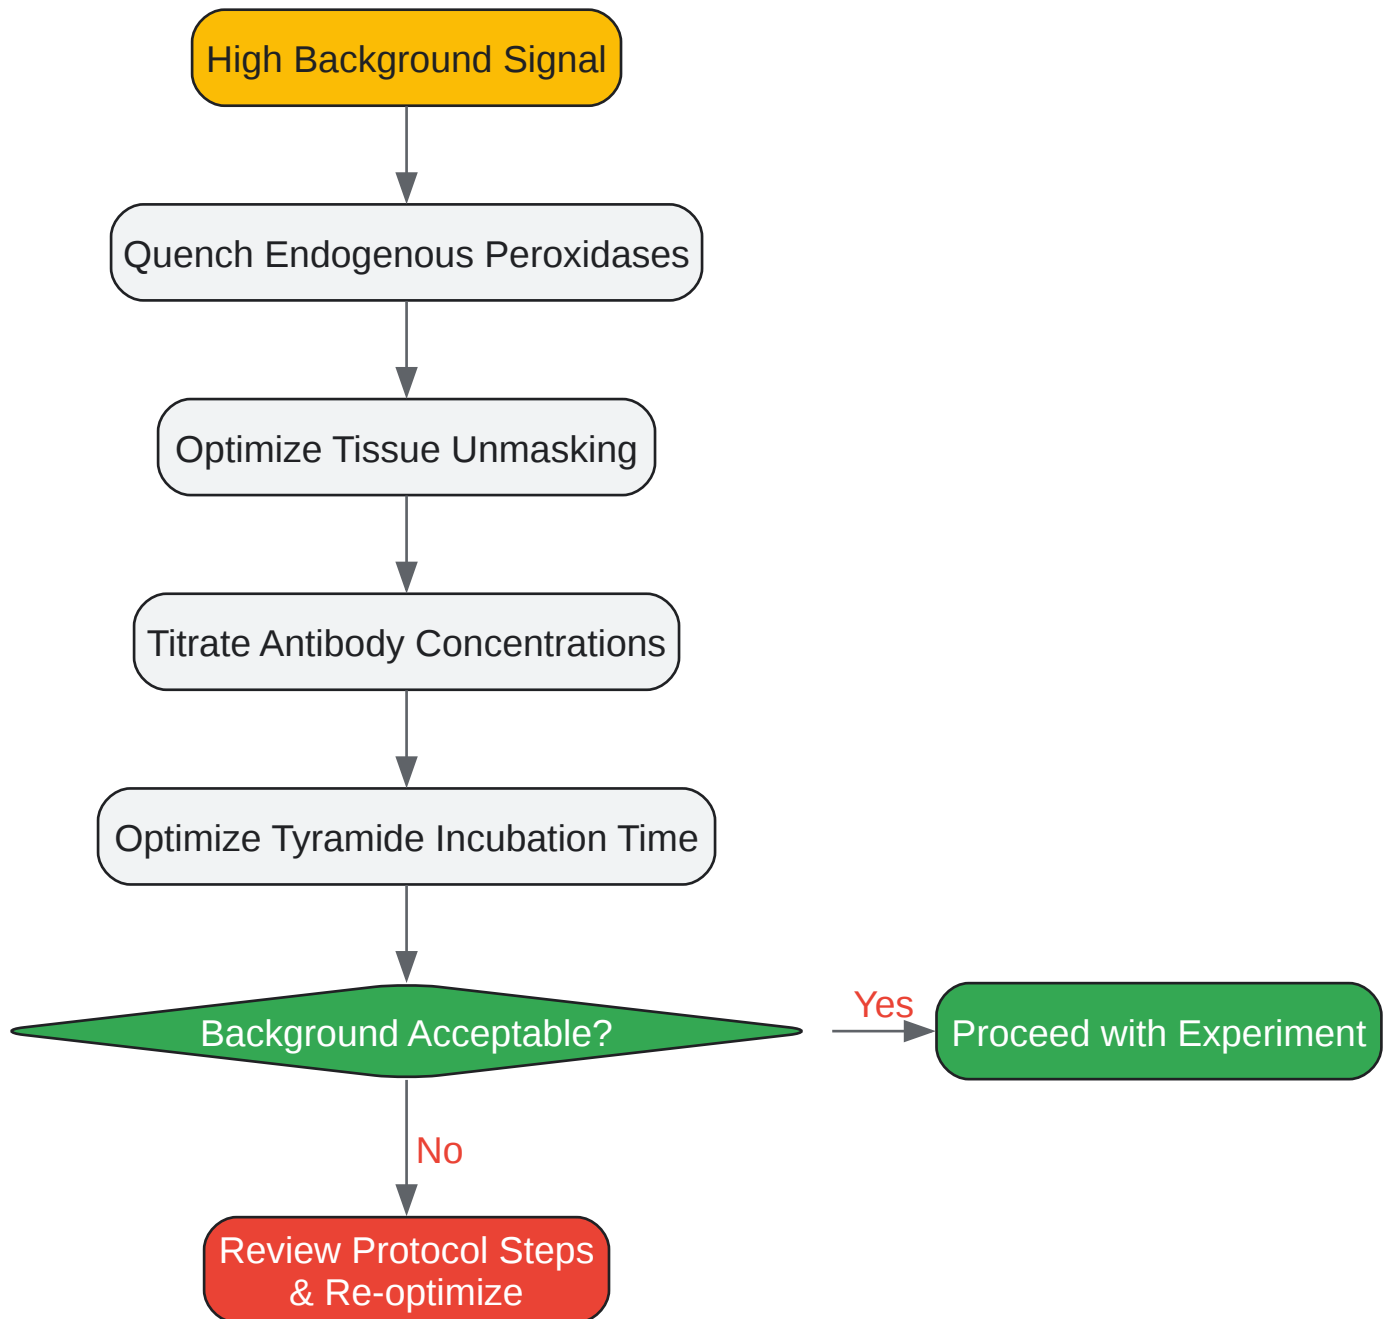 High Background Signal
Quench Endogenous Peroxidases
Optimize Tissue Unmasking
Titrate Antibody Concentrations
Optimize Tyramide Incubation Time
Background Acceptable?
Yes
Proceed with Experiment
No
Review Protocol Steps
& Re-optimize